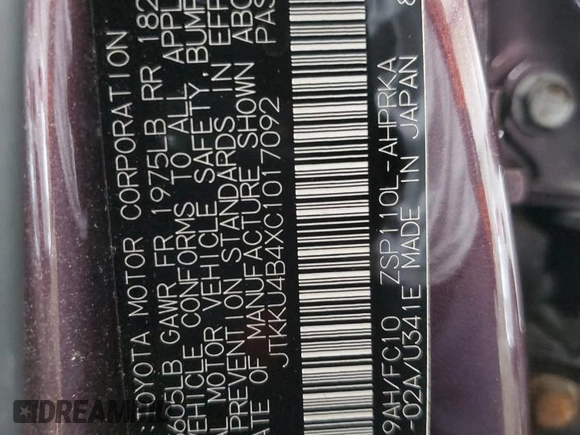 TOYOTA MOTOR CORPORATION
605LB GAWR FR 1975LB RR 182
VEHICLE CONFORMS TO ALL APPL
AL MOTOR VEHICLE SAFETY, BUMP
PREVENTION STANDARDS IN EFF
ATE OF MANUFACTURE SHOWN ABO
JTKKU4B4XC1017092 PAS
9AH/FC10 ZSP110L-AHPRKA
-02A/U341E MADE IN JAPAN
DREAM